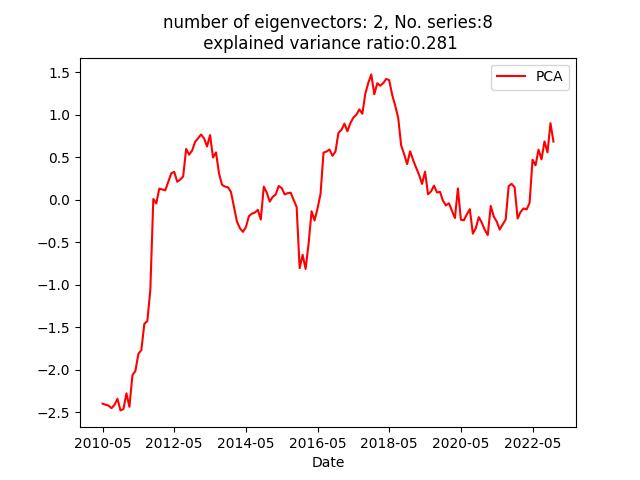 number of eigenvectors: 2, No. series:8
explained variance ratio:0.281
PCA
1.5
1.0
0.5
0.0
−0.5
−1.0
−1.5
−2.0
−2.5
2010-05 2012-05 2014-05 2016-05 2018-05 2020-05 2022-05
Date